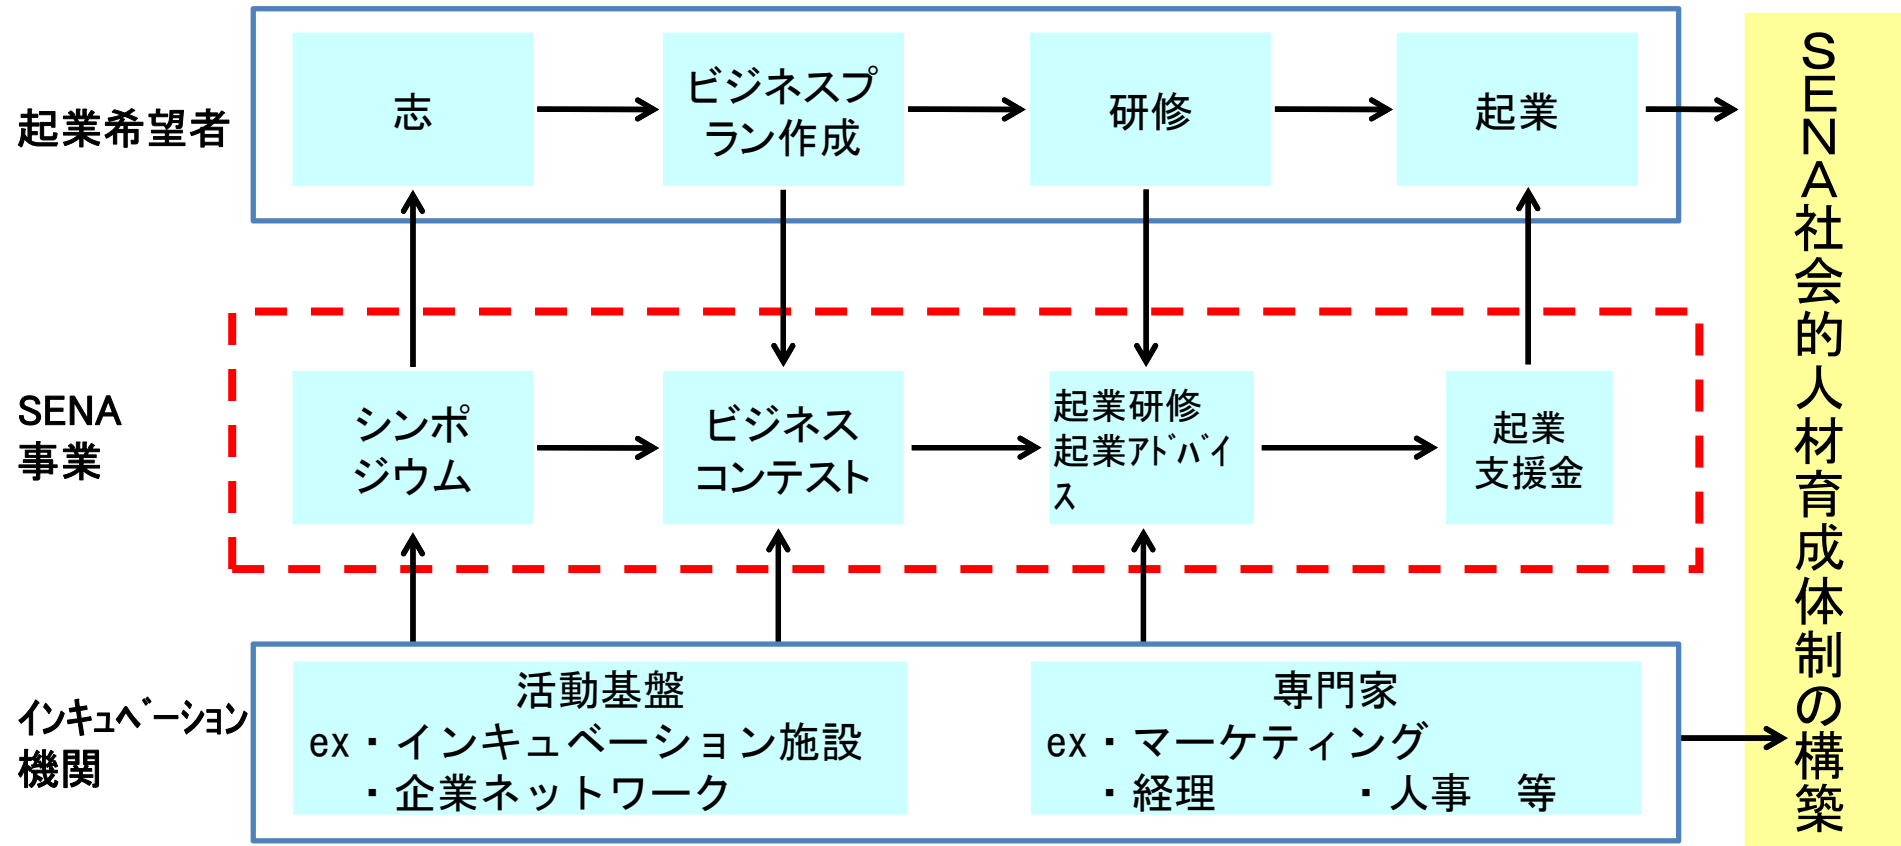 起業希望者
志
ビジネスプ
ラン作成
研修
起業
SENA
事業
シンポ
ジウム
ビジネス
コンテスト
起業研修
起業ｱﾄﾞﾊﾞｲ
ｽ
起業
支援金
ｲﾝｷｭﾍﾞｰｼｮﾝ
機関
活動基盤
ex・インキュベーション施設
・企業ネットワーク
専門家
ex・マーケティング
・経理　　　・人事　等
ＳＥＮＡ社会的人材育成体制の構築